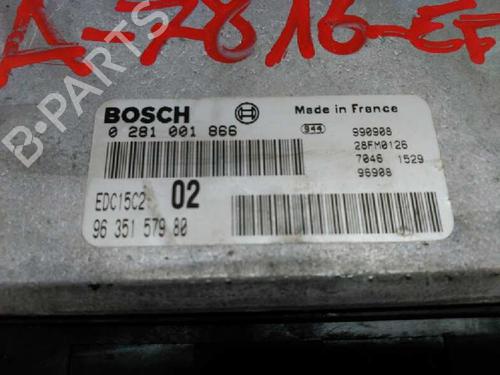 A-7816-EF
BOSCH
Made in France
0 281 001 866
944
990908
28FM0126
7046 1529
96908
EDC15C2
02
96 351 579 80